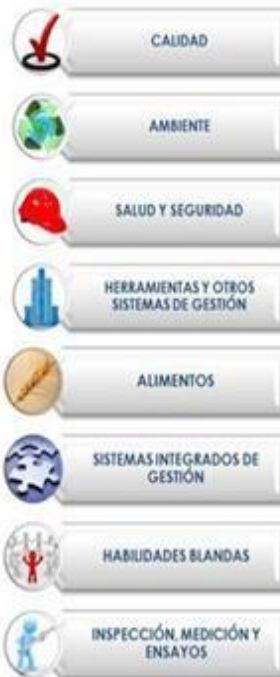 CALIDAD
AMBIENTE
SALUD Y SEGURIDAD
HERRAMIENTAS Y OTROS
SISTEMAS DE GESTIÓN
ALIMENTOS
SISTEMAS INTEGRADOS DE
GESTIÓN
HABILIDADES BLANDAS
INSPECCIÓN, MEDICIÓN Y
ENSAYOS